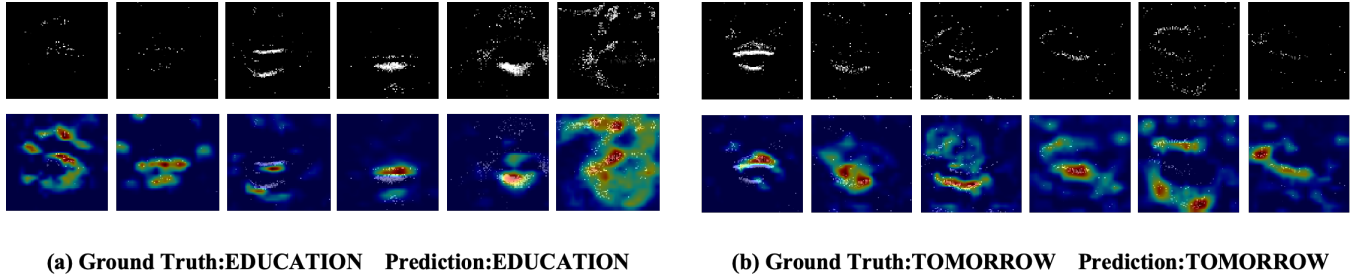 (a) Ground Truth:EDUCATION Prediction:EDUCATION
(b) Ground Truth:TOMORROW Prediction:TOMORROW